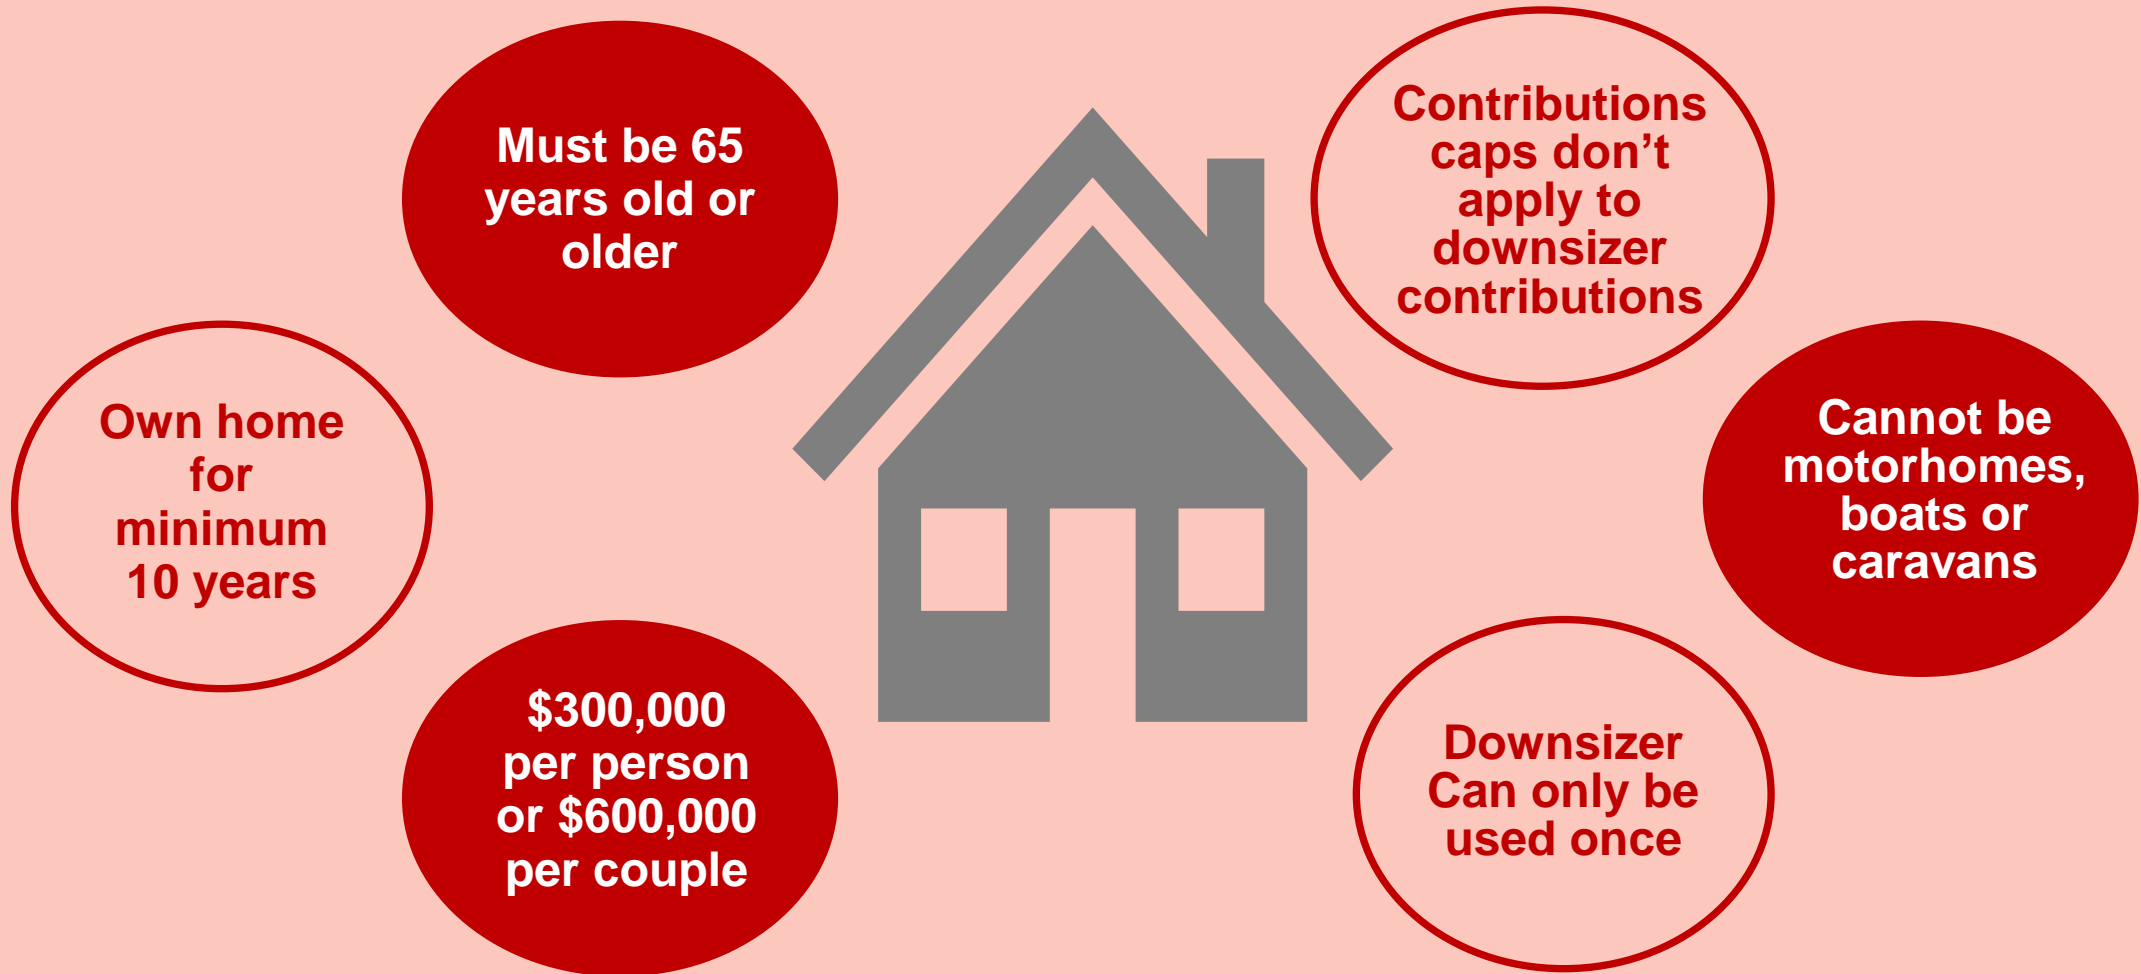 Must be 65
years old or
older
Own home
for
minimum
10 years
$300,000
per person
or $600,000
per couple
Contributions
caps don’t
apply to
downsizer
contributions
Cannot be
motorhomes,
boats or
caravans
Downsizer
Can only be
used once